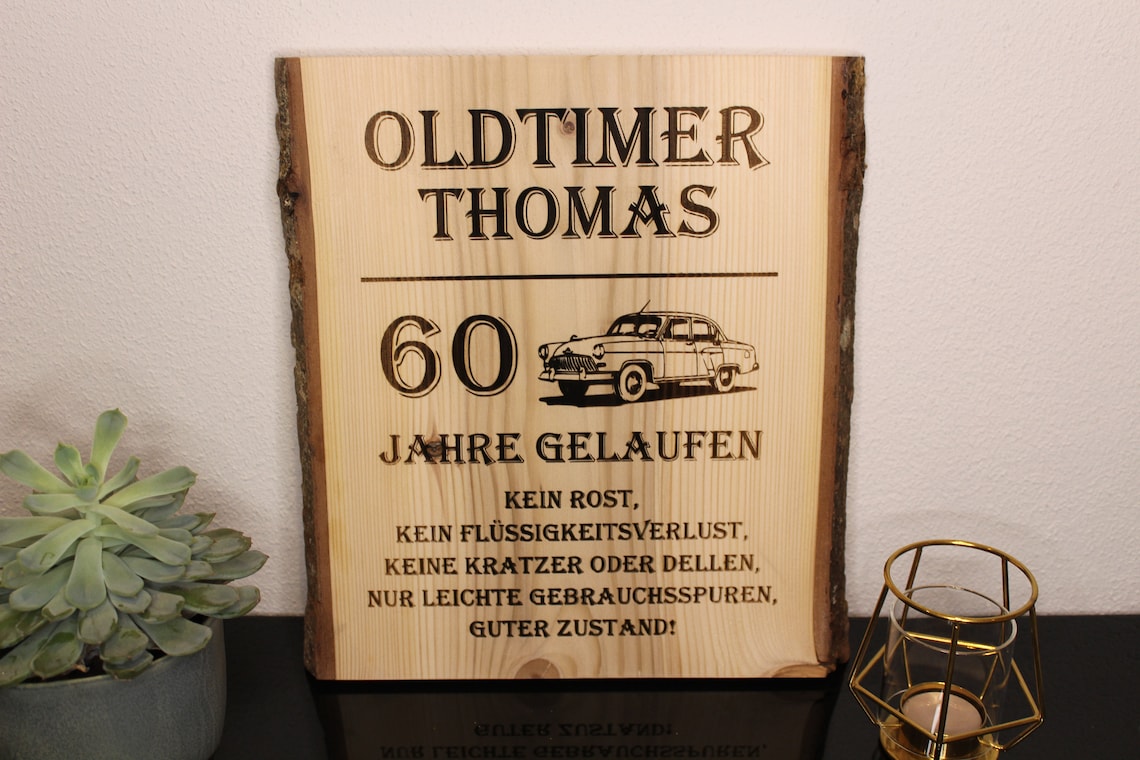 OLDTIMER
THOMAS
60
JAHRE GELAUFEN
KEIN ROST,
KEIN FLÜSSIGKEITSVERLUST,
KEINE KRATZER ODER DELLEN,
NUR LEICHTE GEBRAUCHSSPUREN,
GUTER ZUSTAND!